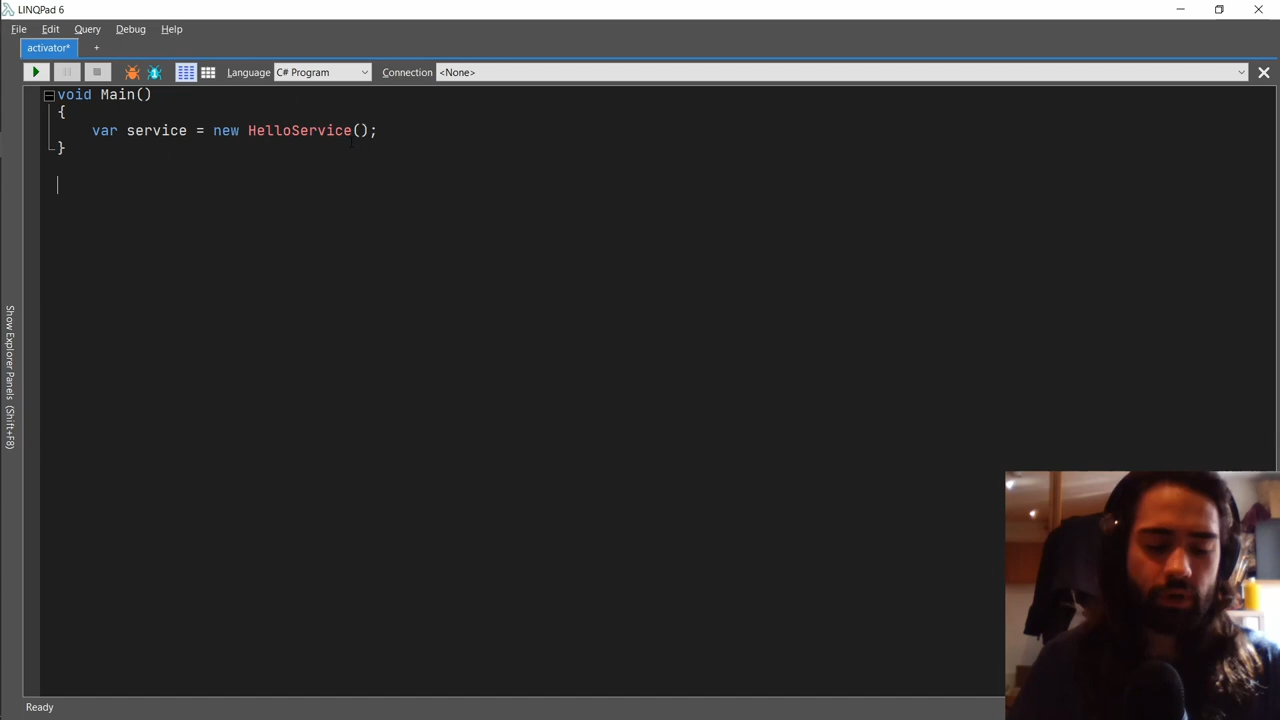 LINQPad 6
File Edit Query Debug Help
activator* +
Language C# Program Connection <None>
void Main()
{
var service = new HelloService();
}
Show Explorer Panels (Shift+F8)
Ready